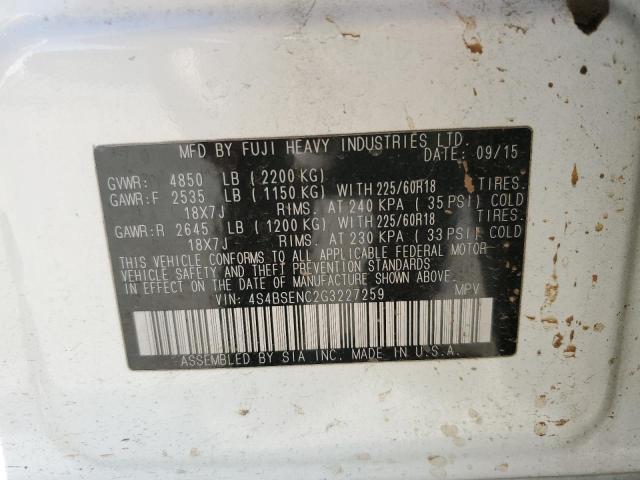 MFD BY FUJI HEAVY INDUSTRIES LTD.
DATE: 09/15
GVWR: 4850 LB (2200 KG)
GAWR:F 2535 LB (1150 KG) WITH 225/60R18 TIRES.
18X7J RIMS. AT 240 KPA (35 PSI) COLD
GAWR:R 2645 LB (1200 KG) WITH 225/60R18 TIRES.
18X7J RIMS. AT 230 KPA (33 PSI) COLD
THIS VEHICLE CONFORMS TO ALL APPLICABLE FEDERAL MOTOR
VEHICLE SAFETY AND THEFT PREVENTION STANDARDS
IN EFFECT ON THE DATE OF MANUFACTURE SHOWN ABOVE.
VIN: 4S4BSENC2G3227259 MPV
ASSEMBLED BY SIA INC. MADE IN U.S.A.